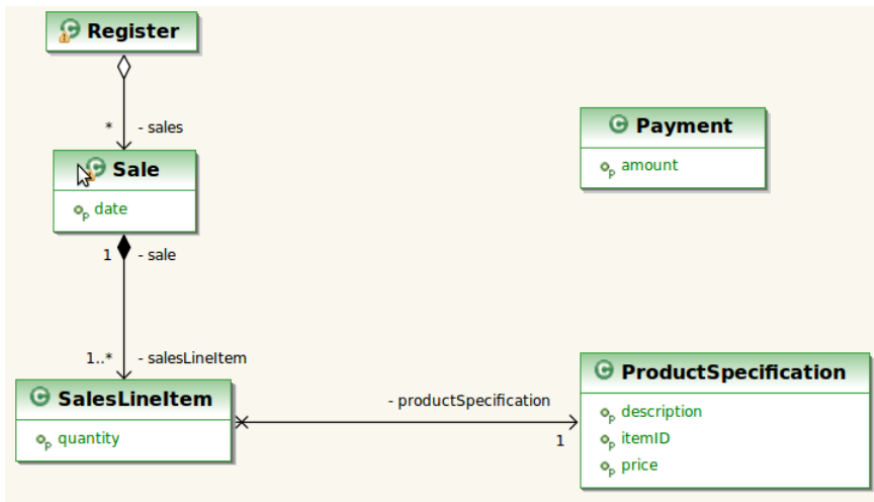 Register
* - sales
Sale
date
1 - sale
1..* - salesLineItem
SalesLineItem
quantity
Payment
amount
- productSpecification
1
ProductSpecification
description
itemID
price